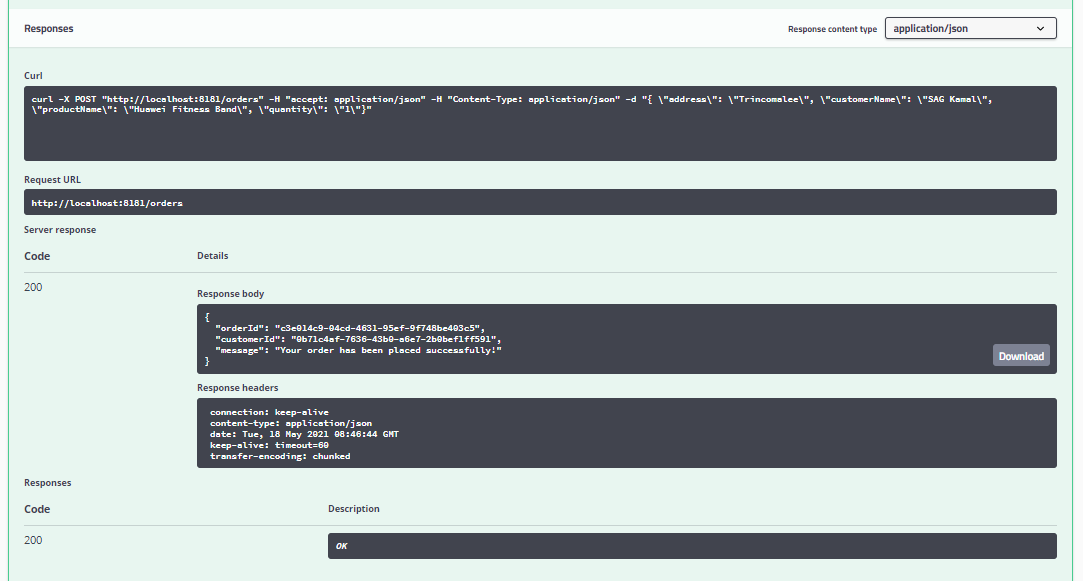 Responses
Response content type
application/json
Curl
curl -X POST "http://localhost:8181/orders" -H "accept: application/json" -H "Content-Type: application/json" -d "{ \"address\": \"Trincomalee\", \"customerName\": \"SAG Kamal\",
\"productName\": \"Huawei Fitness Band\", \"quantity\": \"1\"}"
Request URL
http://localhost:8181/orders
Server response
Code Details
200
Response body
{
"orderId": "c3e014c9-04cd-4631-95ef-9f748be403c5",
"customerId": "0b71c4af-7636-43b0-a6e7-2b0bef1ff591",
"message": "Your order has been placed successfully!"
}
Download
Response headers
connection: keep-alive
content-type: application/json
date: Tue, 18 May 2021 08:46:44 GMT
keep-alive: timeout=60
transfer-encoding: chunked
Responses
Code Description
200
OK